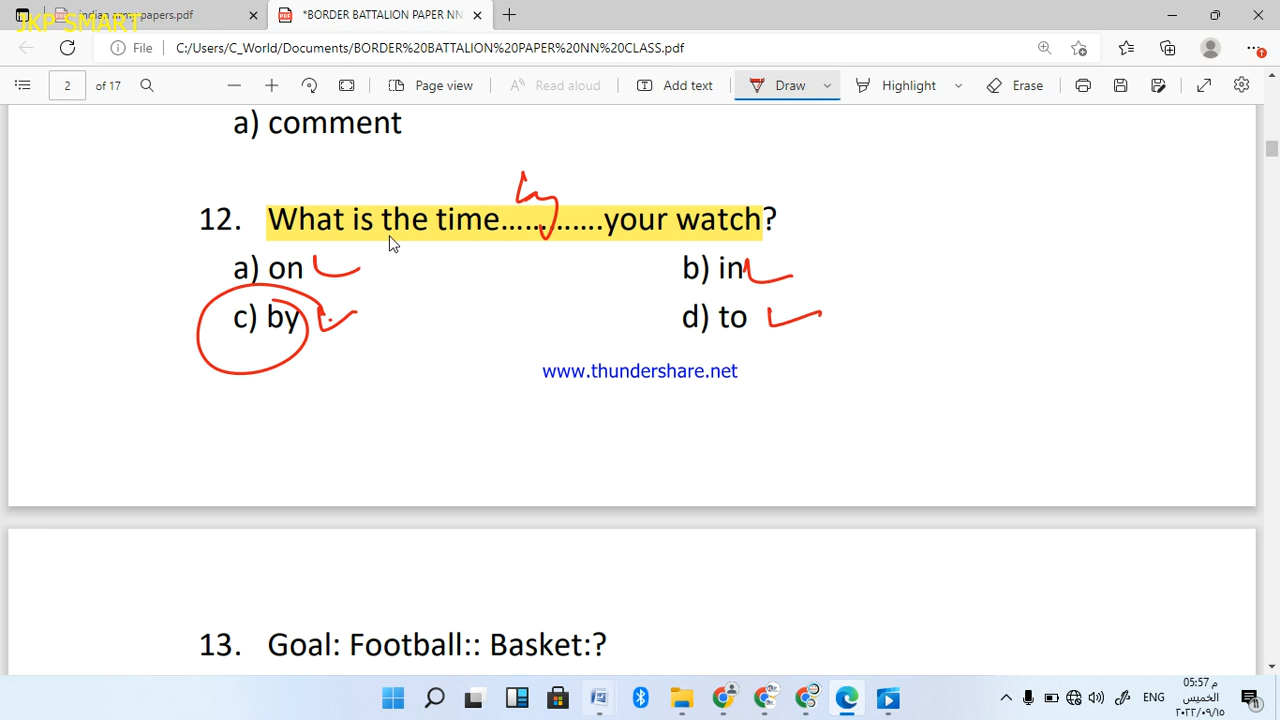 JKP SMART
indian army papers.pdf
*BORDER BATTALION PAPER NN
File
C:/Users/C_World/Documents/BORDER%20BATTALION%20PAPER%20NN%20CLASS.pdf
2 of 17
Page view
Read aloud
Add text
Draw
Highlight
Erase
a) comment
by
12. What is the time.............your watch?
a) on
b) in
c) by
d) to
www.thundershare.net
13. Goal: Football:: Basket:?
ENG
05:57 م
الخميس
٢٠٢٢/٠٩/١٥